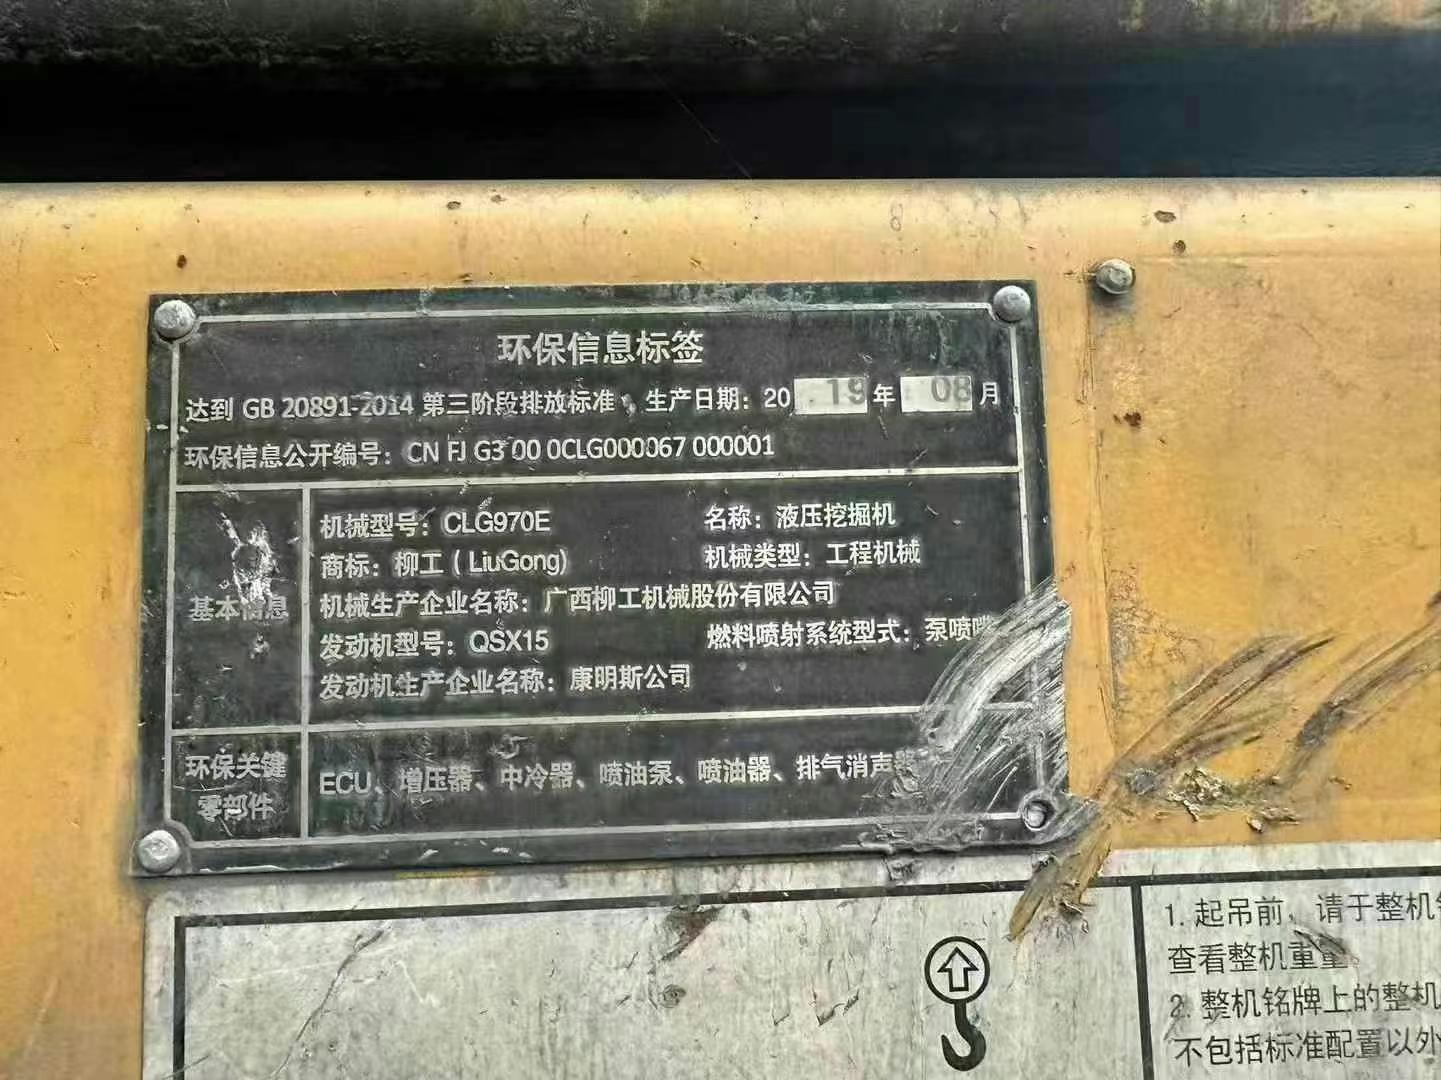 环保信息标签
达到 GB 20891-2014 第三阶段排放标准, 生产日期: 20 19 年 08 月
环保信息公开编号: CN FJ G3 00 0CLG000067 000001
基本信息
机械型号: CLG970E 名称: 液压挖掘机
商标: 柳工 ( LiuGong) 机械类型: 工程机械
机械生产企业名称: 广西柳工机械股份有限公司
发动机型号: QSX15 燃料喷射系统型式: 泵喷嘴
发动机生产企业名称: 康明斯公司
环保关键
零部件
ECU、增压器、中冷器、喷油泵、喷油器、排气消声器
1. 起吊前, 请于整机
查看整机重量
2. 整机铭牌上的整机
不包括标准配置以外